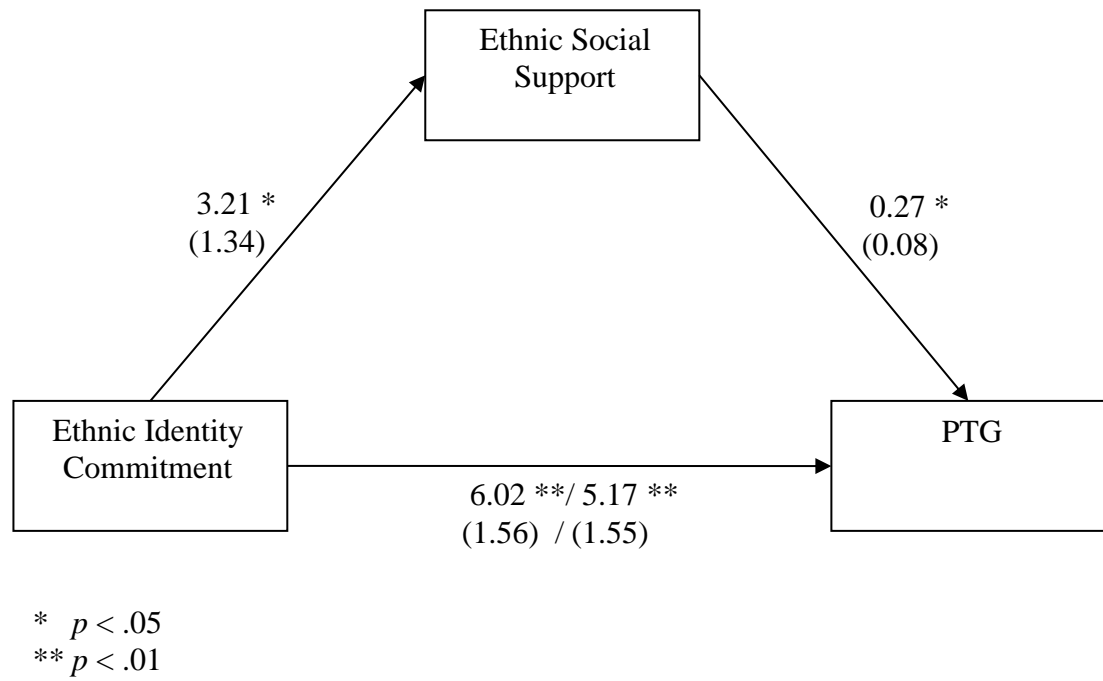 Ethnic Social
Support
3.21 *
(1.34)
0.27 *
(0.08)
Ethnic Identity
Commitment
PTG
6.02 **/ 5.17 **
(1.56) / (1.55)
* p < .05
** p < .01